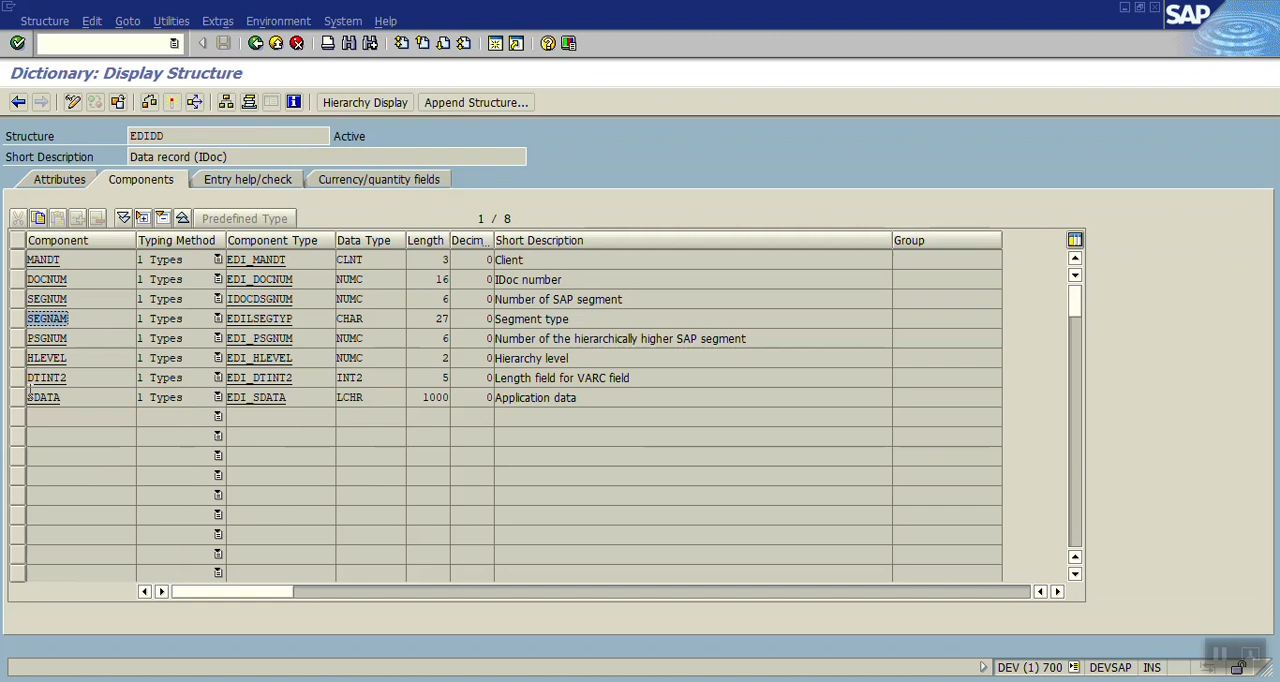 Structure Edit Goto Utilities Extras Environment System Help
SAP
Dictionary: Display Structure
Hierarchy Display Append Structure...
Structure EDIDD Active
Short Description Data record (IDoc)
Attributes Components Entry help/check Currency/quantity fields
Predefined Type 1 / 8
Component Typing Method Component Type Data Type Length Decim... Short Description Group
MANDT 1 Types EDI_MANDT CLNT 3 0 Client
DOCNUM 1 Types EDI_DOCNUM NUMC 16 0 IDoc number
SEGNUM 1 Types IDOCDSGNUM NUMC 6 0 Number of SAP segment
SEGNAM 1 Types EDILSEGTYP CHAR 27 0 Segment type
PSGNUM 1 Types EDI_PSGNUM NUMC 6 0 Number of the hierarchically higher SAP segment
HLEVEL 1 Types EDI_HLEVEL NUMC 2 0 Hierarchy level
DTINT2 1 Types EDI_DTINT2 INT2 5 0 Length field for VARC field
SDATA 1 Types EDI_SDATA LCHR 1000 0 Application data
DEV (1) 700 DEVSAP INS